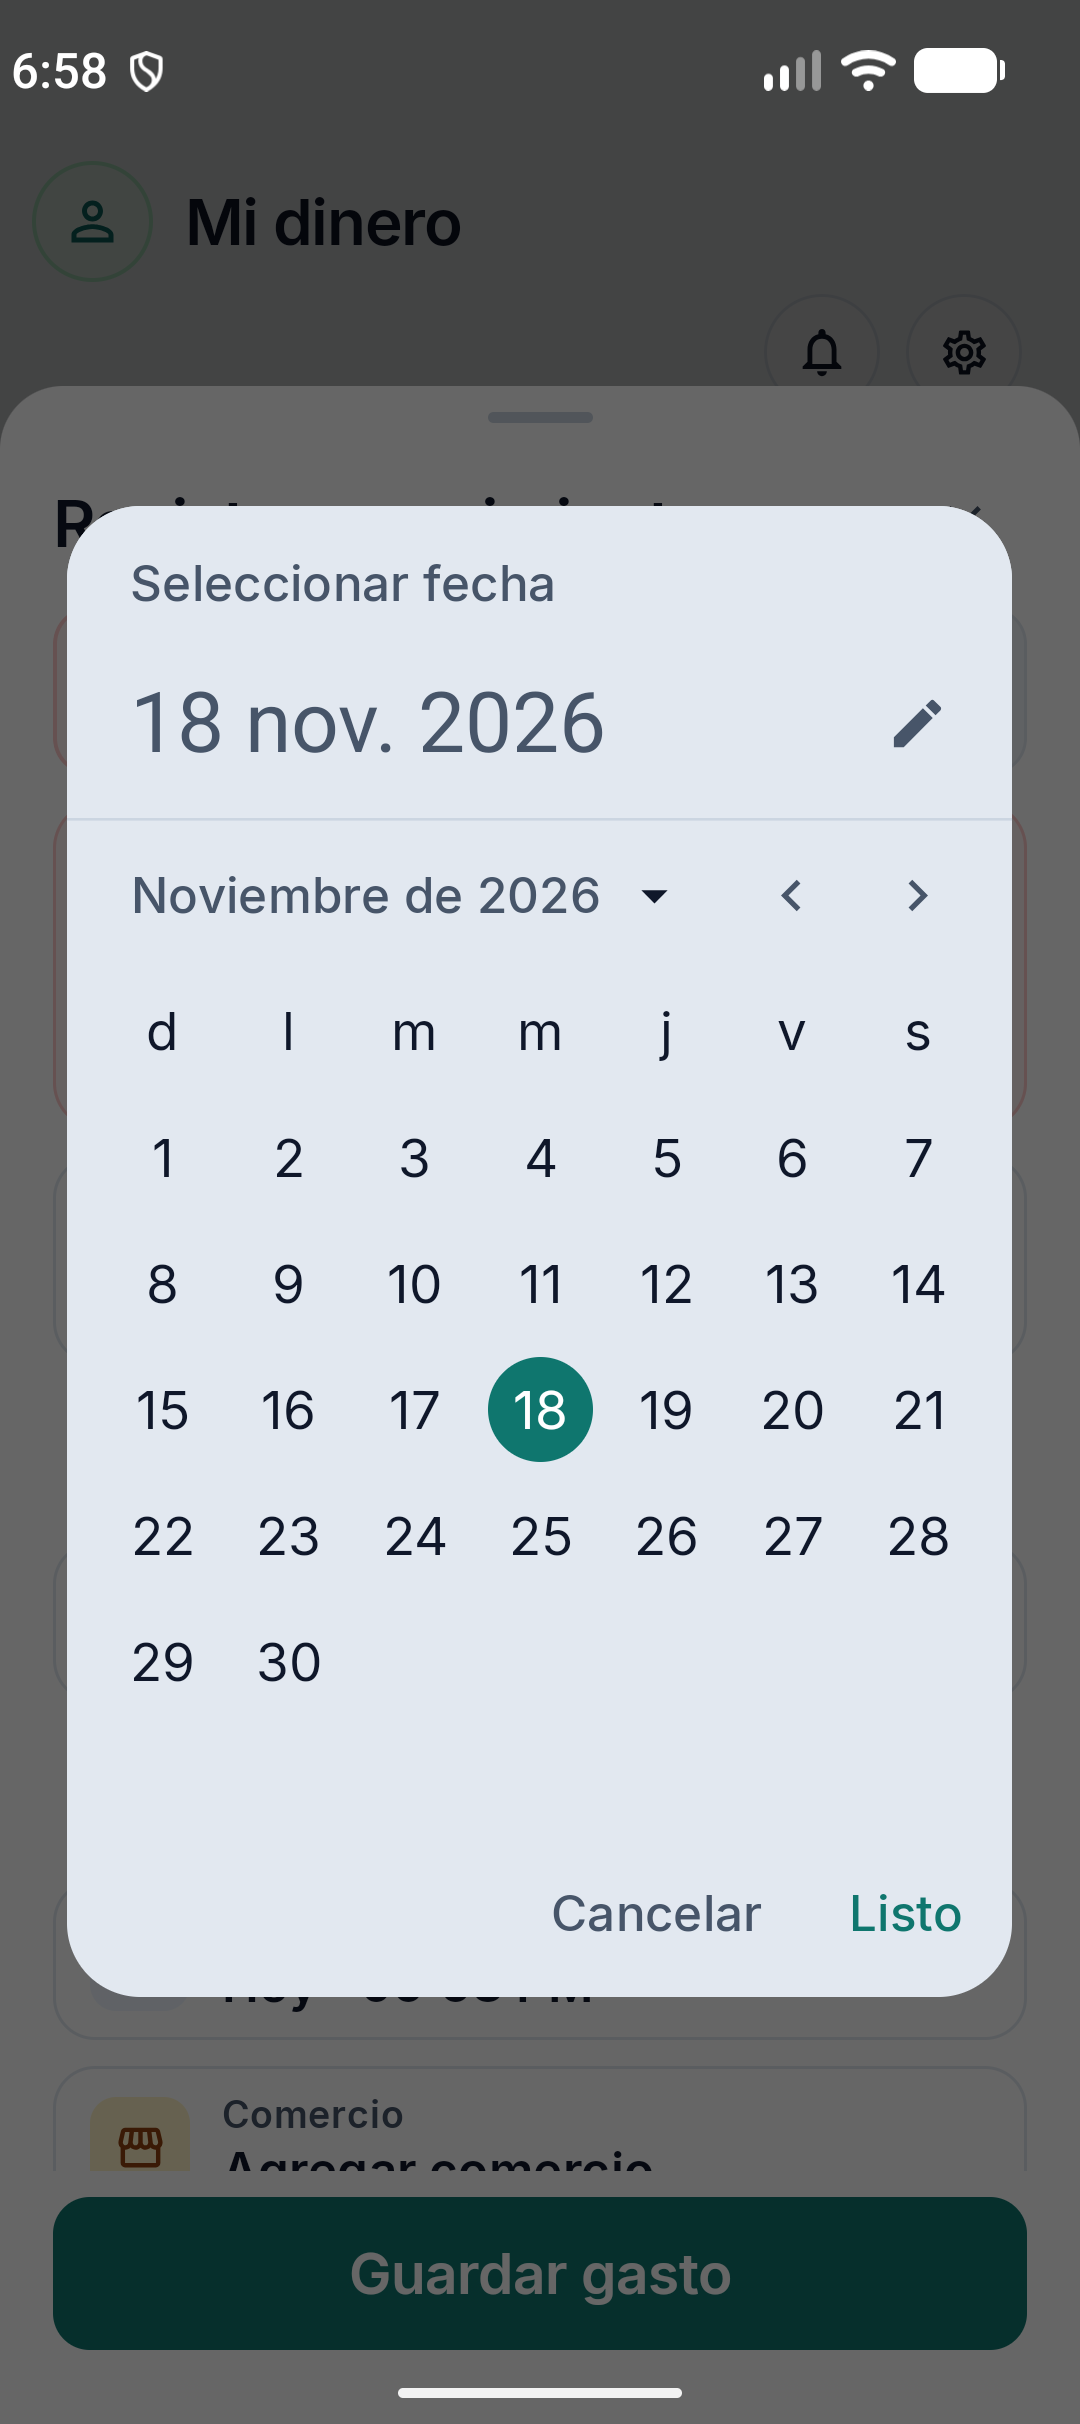 6:58
Mi dinero
Seleccionar fecha
18 nov. 2026
Noviembre de 2026
d l m m j v s
1 2 3 4 5 6 7
8 9 10 11 12 13 14
15 16 17 18 19 20 21
22 23 24 25 26 27 28
29 30
Cancelar Listo
Comercio
Agregar comercio
Guardar gasto